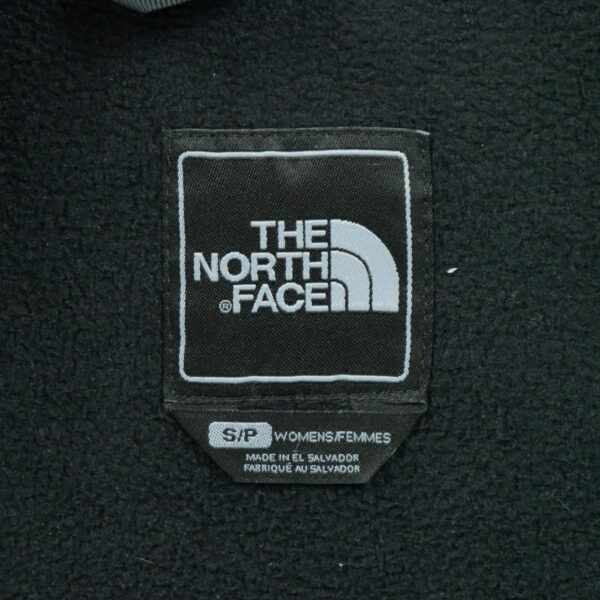 THE
NORTH
® FACE
S/P WOMENS/FEMMES
MADE IN EL SALVADOR
FABRIQUÉ AU SALVADOR